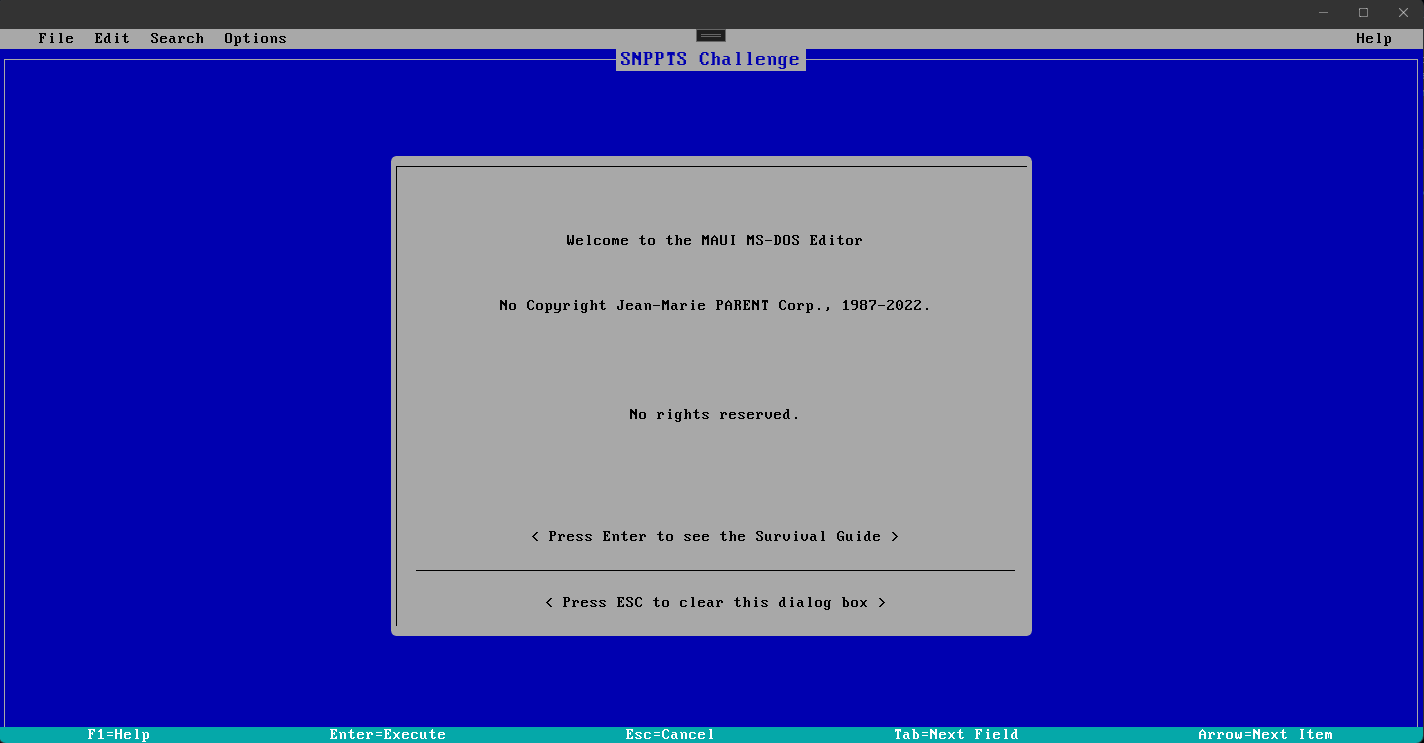 File Edit Search Options Help
SNPPTS Challenge
Welcome to the MAUI MS-DOS Editor
No Copyright Jean-Marie PARENT Corp., 1987-2022.
No rights reserved.
< Press Enter to see the Survival Guide >
< Press ESC to clear this dialog box >
F1=Help Enter=Execute Esc=Cancel Tab=Next Field Arrow=Next Item